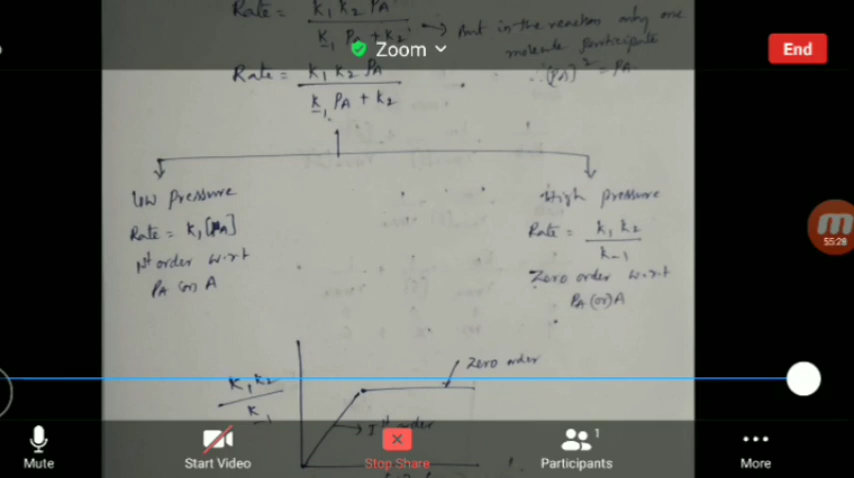 Rate = K1 K2 PA
K-1 PA + K2
→ But in the reaction only one
molecule participate
∴ (PA)² = PA
Zoom
End
Rate = K1 K2 PA
K-1 PA + K2
Low Pressure
Rate = K1[PA]
1st order w.r.t
PA (or) A
High pressure
Rate = K1 K2
K-1
Zero order w.r.t
PA (or) A
55:28
Zero order
K1 K2
K-1
→ Ist order
Mute
Start Video
Stop Share
Participants
1
More